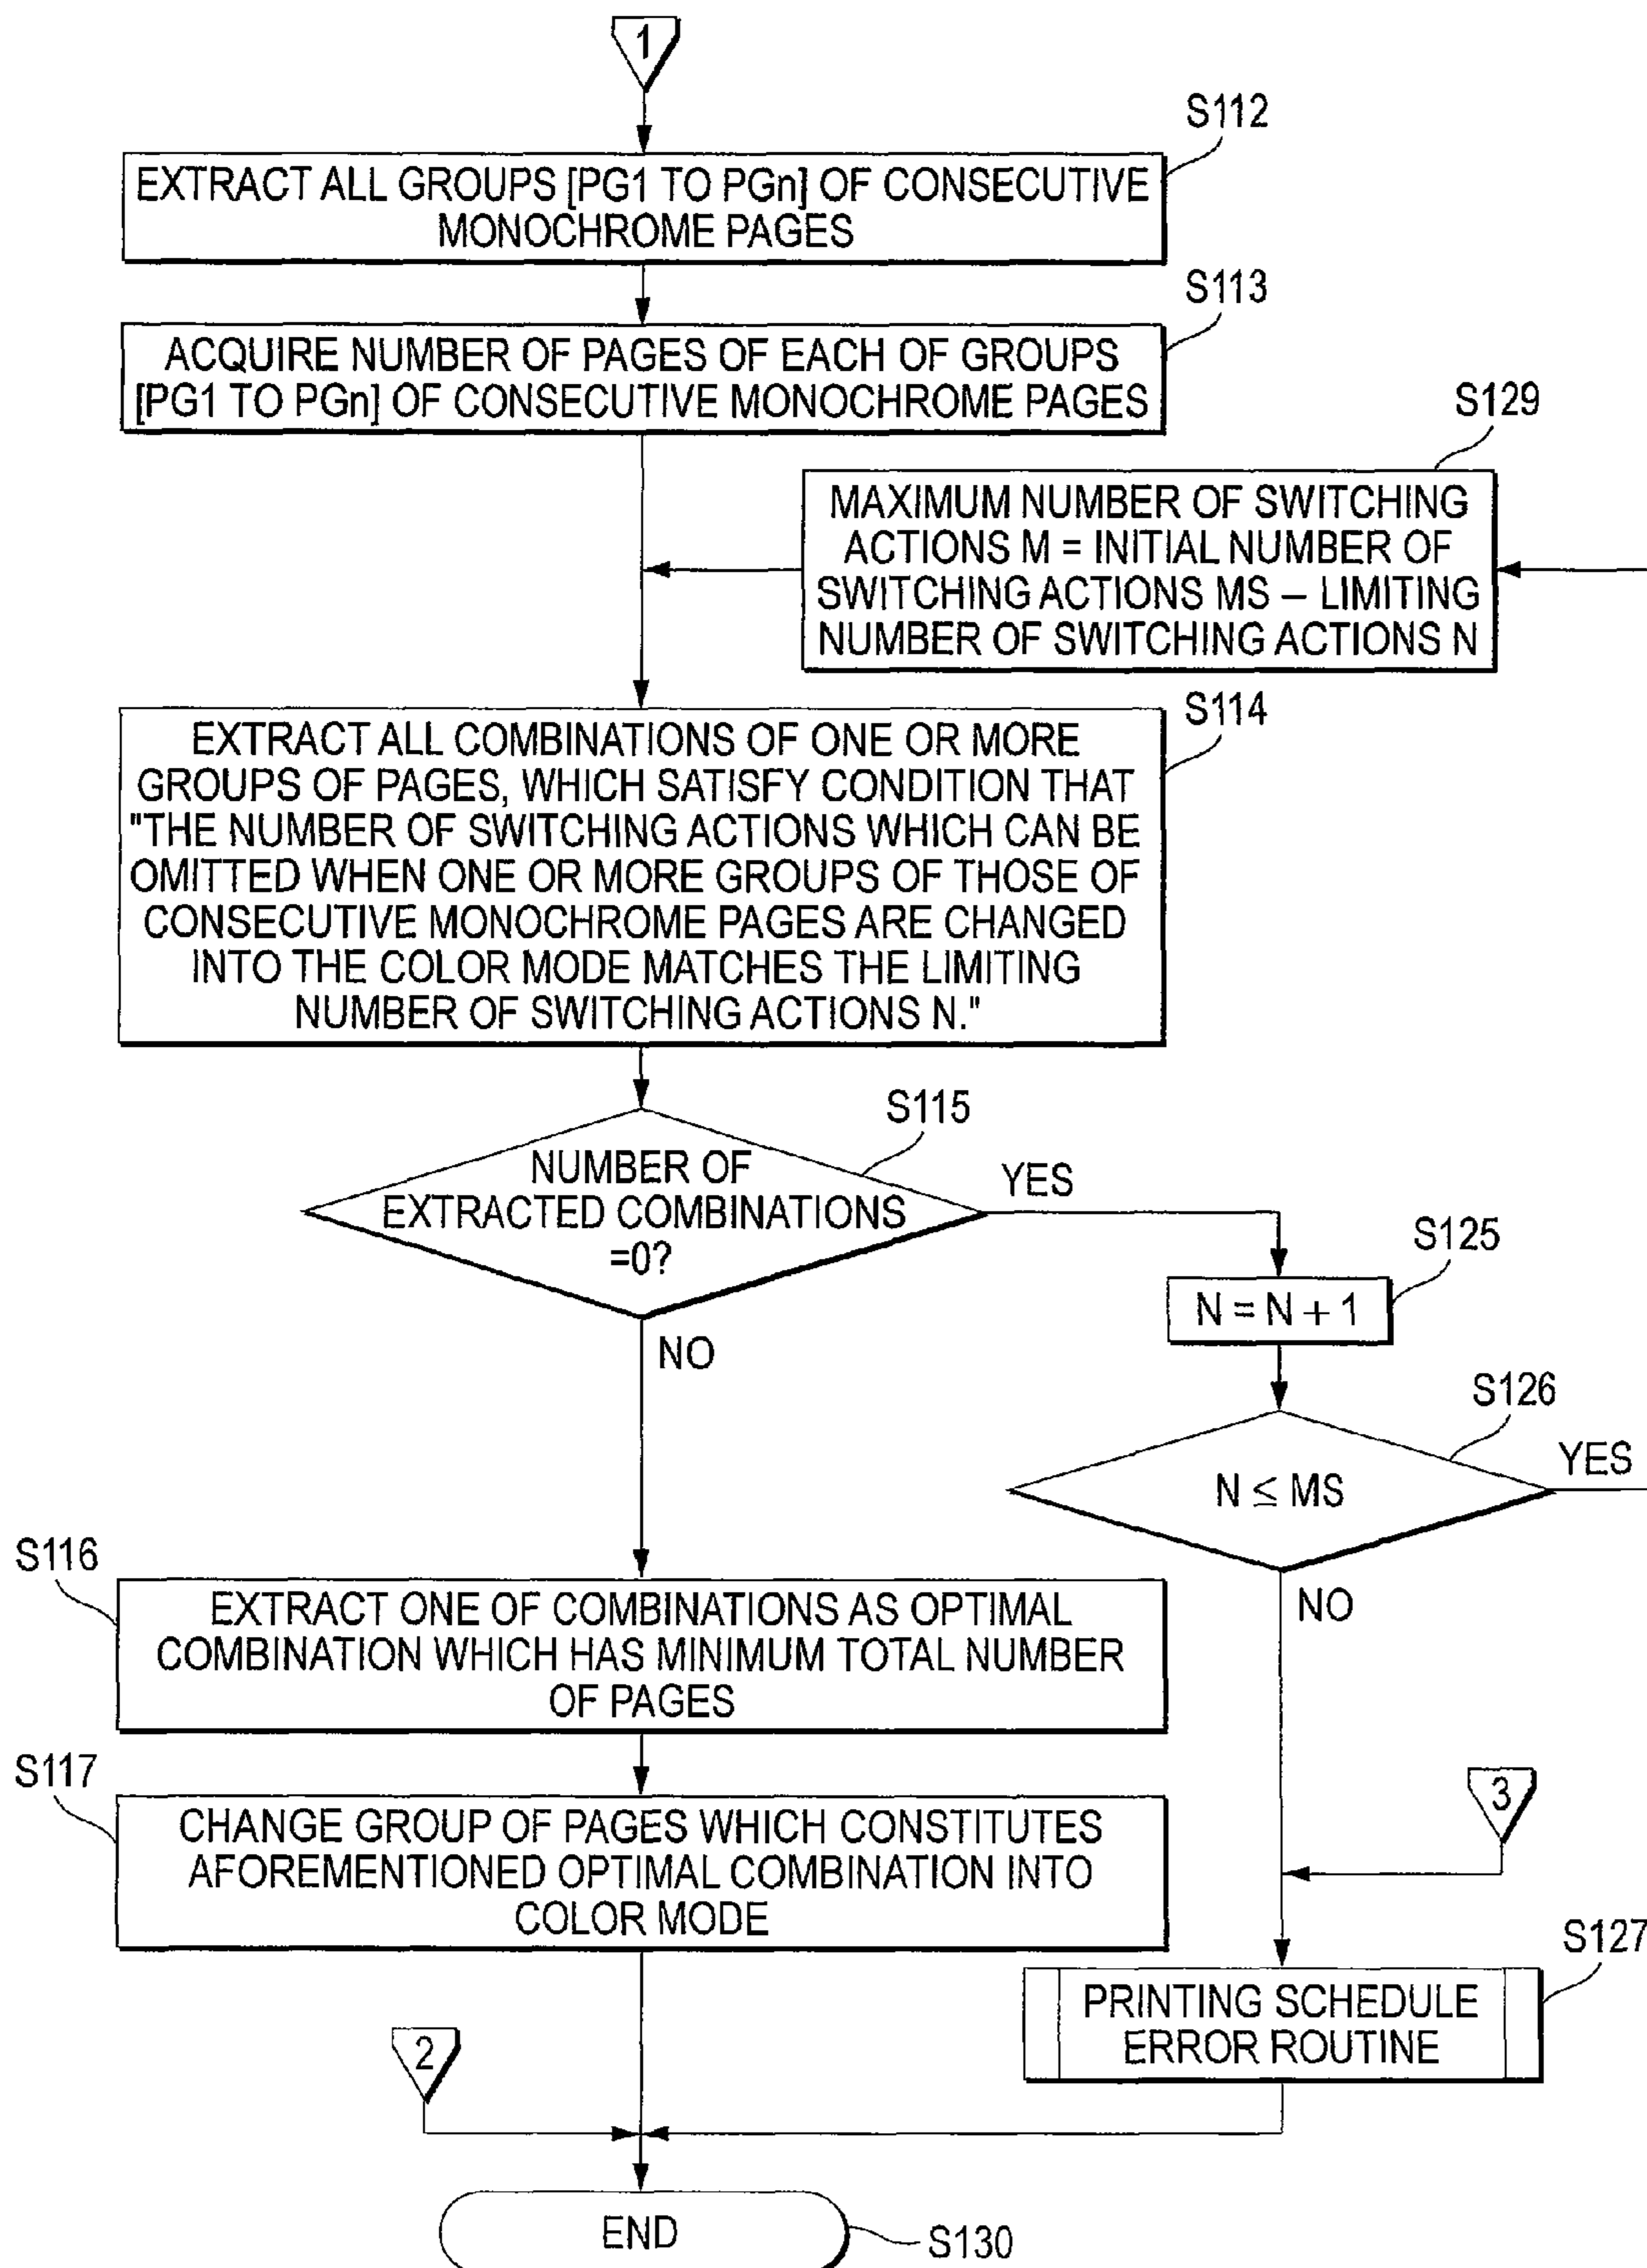 1
S112
EXTRACT ALL GROUPS [PG1 TO PGn] OF CONSECUTIVE
MONOCHROME PAGES
S113
ACQUIRE NUMBER OF PAGES OF EACH OF GROUPS
[PG1 TO PGn] OF CONSECUTIVE MONOCHROME PAGES
S129
MAXIMUM NUMBER OF SWITCHING
ACTIONS M = INITIAL NUMBER OF
SWITCHING ACTIONS MS – LIMITING
NUMBER OF SWITCHING ACTIONS N
S114
EXTRACT ALL COMBINATIONS OF ONE OR MORE
GROUPS OF PAGES, WHICH SATISFY CONDITION THAT
"THE NUMBER OF SWITCHING ACTIONS WHICH CAN BE
OMITTED WHEN ONE OR MORE GROUPS OF THOSE OF
CONSECUTIVE MONOCHROME PAGES ARE CHANGED
INTO THE COLOR MODE MATCHES THE LIMITING
NUMBER OF SWITCHING ACTIONS N."
S115
NUMBER OF
EXTRACTED COMBINATIONS
=0?
YES
NO
S125
N = N + 1
S126
N ≤ MS
YES
NO
S116
EXTRACT ONE OF COMBINATIONS AS OPTIMAL
COMBINATION WHICH HAS MINIMUM TOTAL NUMBER
OF PAGES
S117
CHANGE GROUP OF PAGES WHICH CONSTITUTES
AFOREMENTIONED OPTIMAL COMBINATION INTO
COLOR MODE
3
S127
PRINTING SCHEDULE
ERROR ROUTINE
2
END
S130